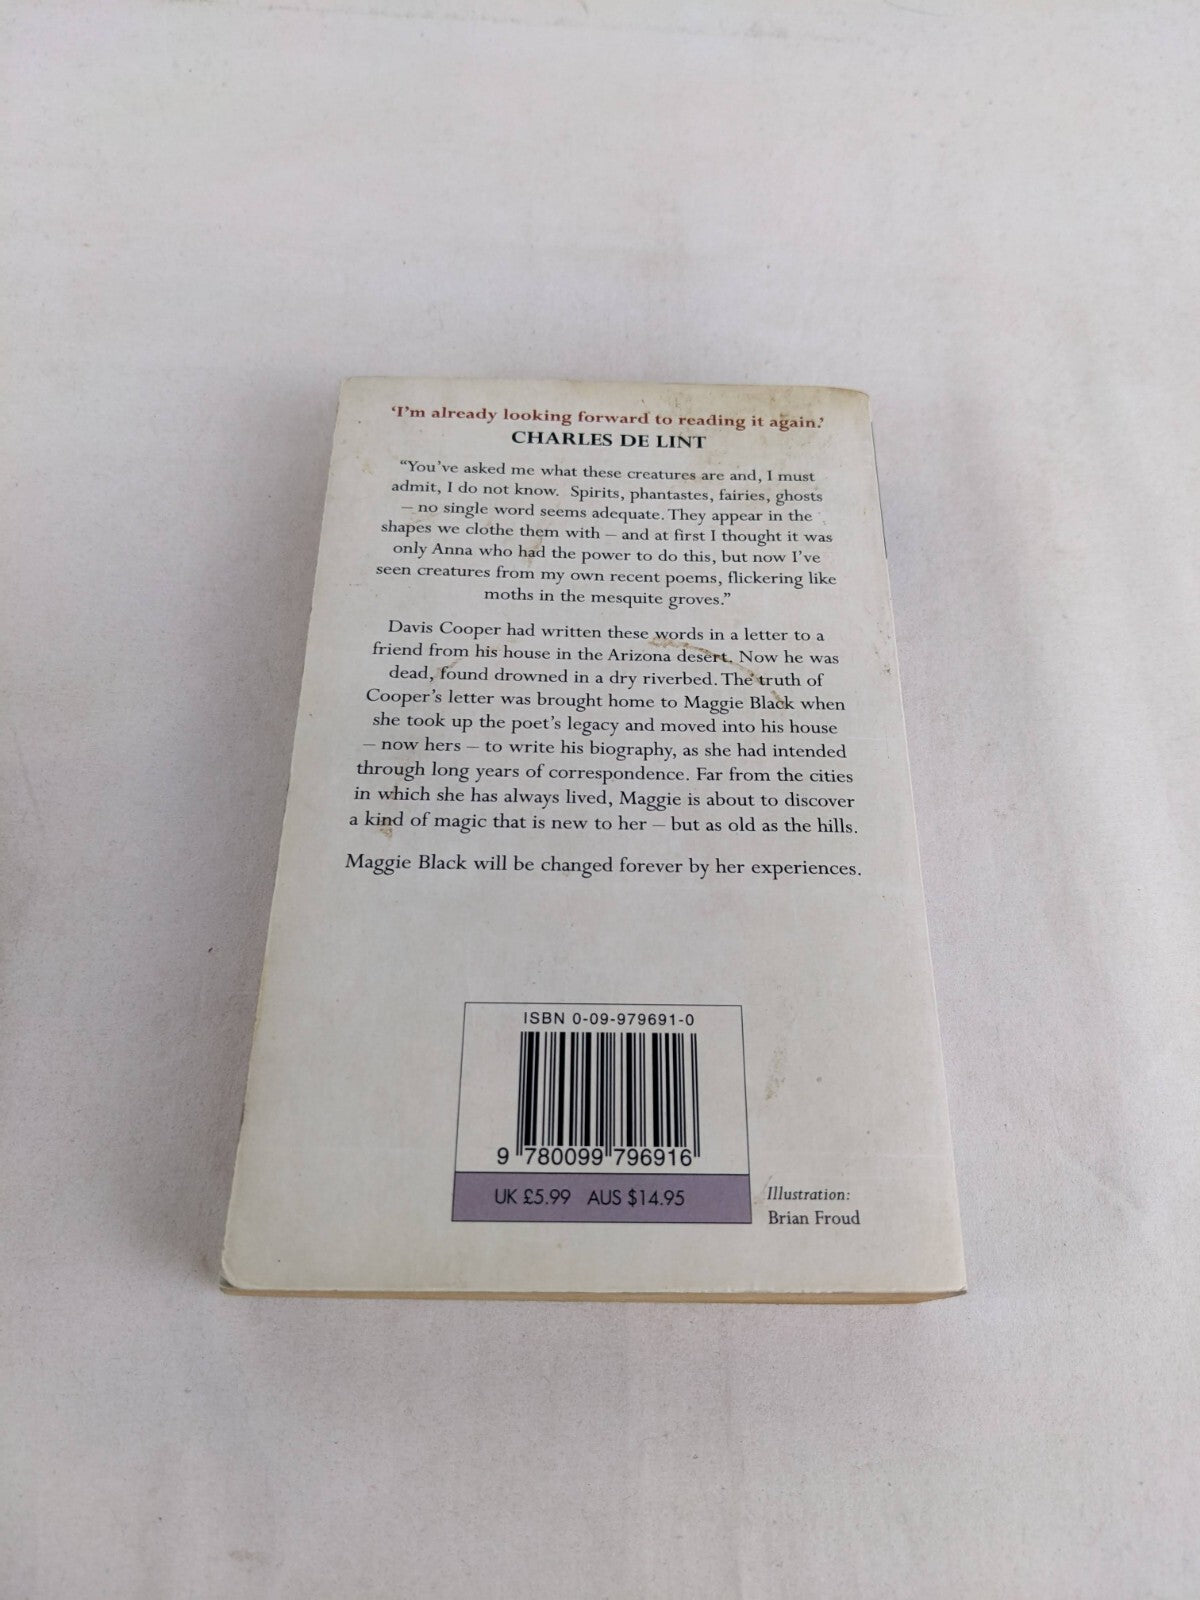 ‘I’m already looking forward to reading it again.’
CHARLES DE LINT
“You’ve asked me what these creatures are and, I must
admit, I do not know. Spirits, phantastes, fairies, ghosts
– no single word seems adequate. They appear in the
shapes we clothe them with – and at first I thought it was
only Anna who had the power to do this, but now I’ve
seen creatures from my own recent poems, flickering like
moths in the mesquite groves.”
Davis Cooper had written these words in a letter to a
friend from his house in the Arizona desert. Now he was
dead, found drowned in a dry riverbed. The truth of
Cooper’s letter was brought home to Maggie Black when
she took up the poet’s legacy and moved into his house
– now hers – to write his biography, as she had intended
through long years of correspondence. Far from the cities
in which she has always lived, Maggie is about to discover
a kind of magic that is new to her – but as old as the hills.
Maggie Black will be changed forever by her experiences.
ISBN 0-09-979691-0
9 780099 796916
UK £5.99 AUS $14.95
Illustration:
Brian Froud